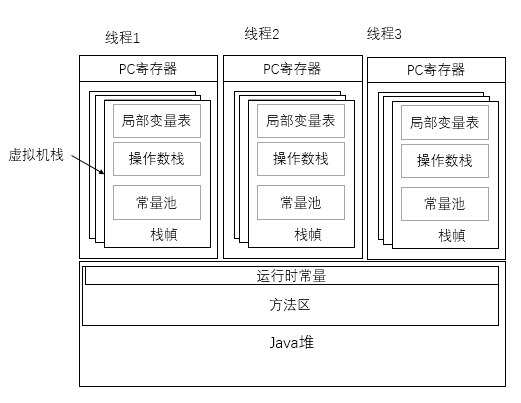 线程1
线程2
线程3
PC寄存器
PC寄存器
PC寄存器
局部变量表
局部变量表
局部变量表
操作数栈
操作数栈
操作数栈
虚拟机栈
常量池
常量池
常量池
栈帧
栈帧
栈帧
运行时常量
方法区
Java堆